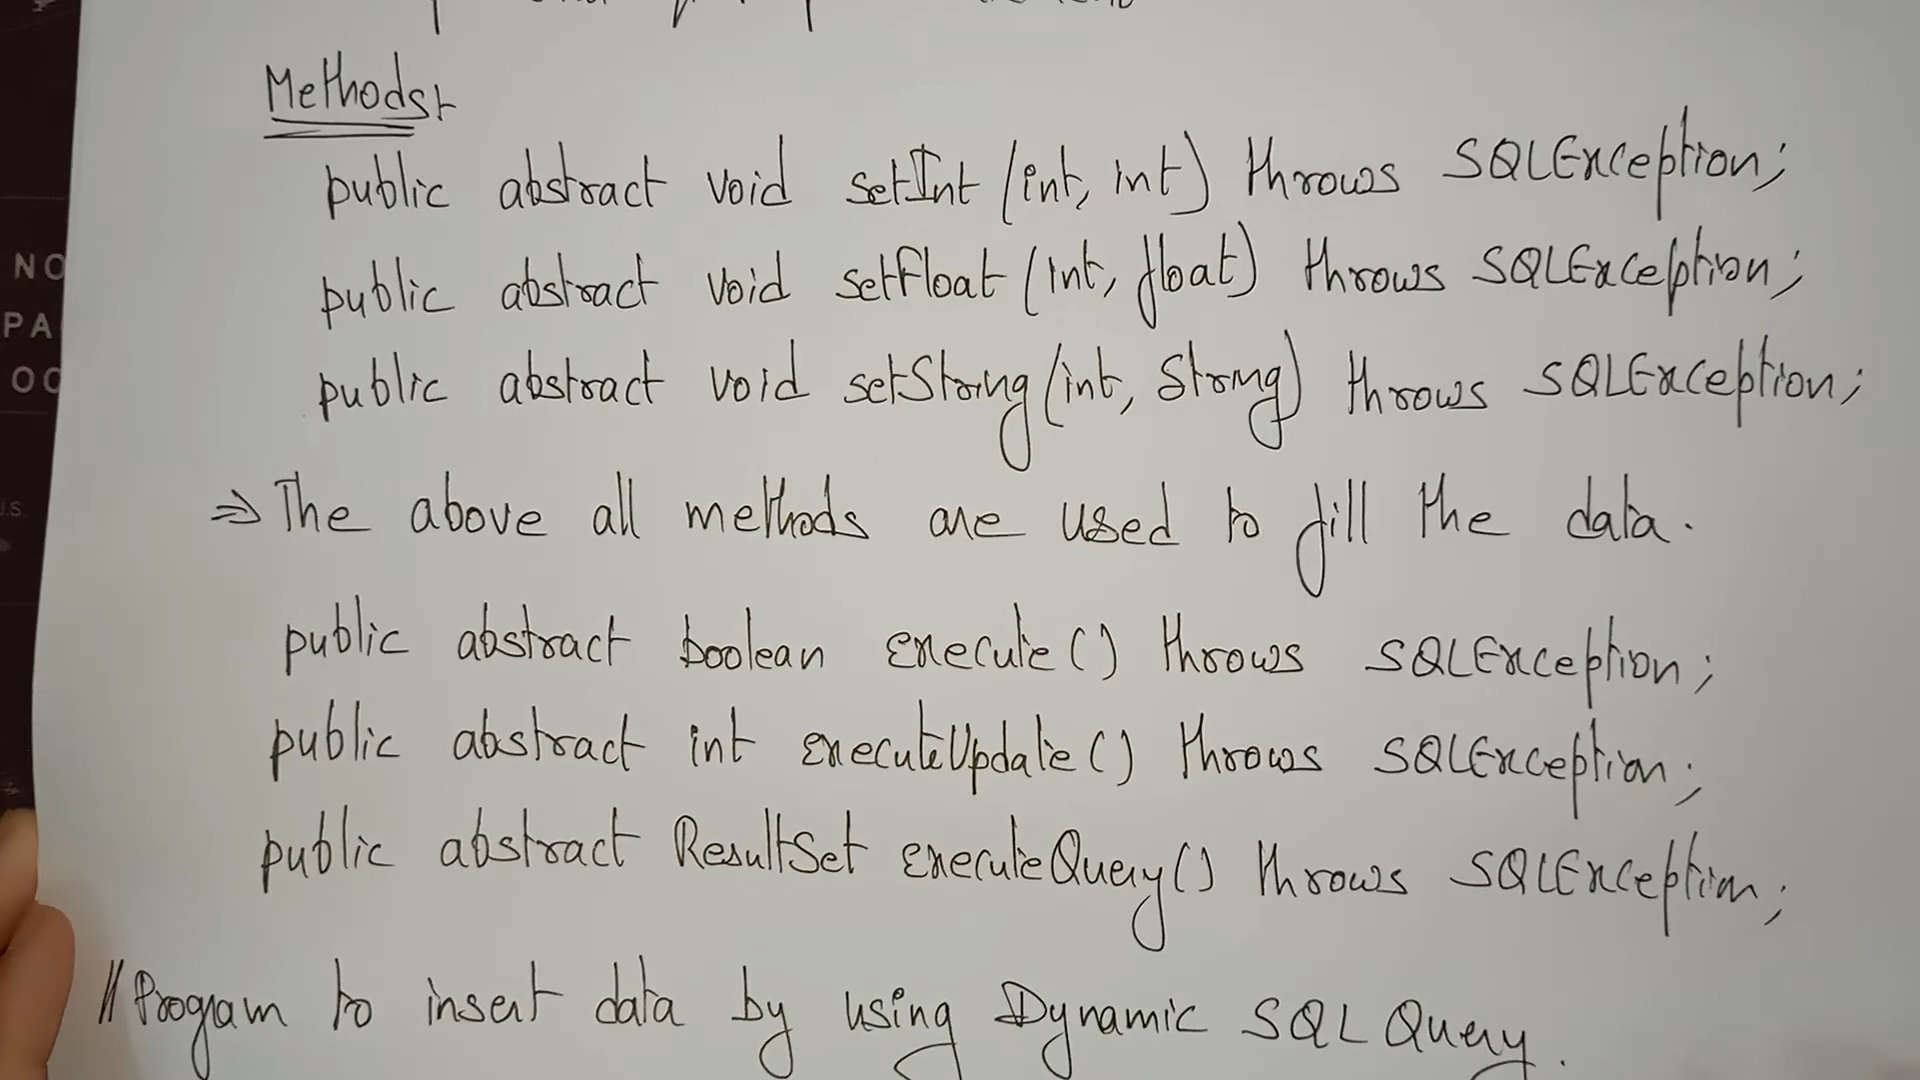 Methods:-
public abstract void setInt (int, int) throws SQLException;
public abstract void setFloat (int, float) throws SQLException;
public abstract void setString (int, String) throws SQLException;
⇒ The above all methods are used to fill the data.
public abstract boolean execute() throws SQLException;
public abstract int executeUpdate() throws SQLException;
public abstract ResultSet executeQuery() throws SQLException;
// Program to insert data by using Dynamic SQL Query.
NO
PA
OC
U.S.